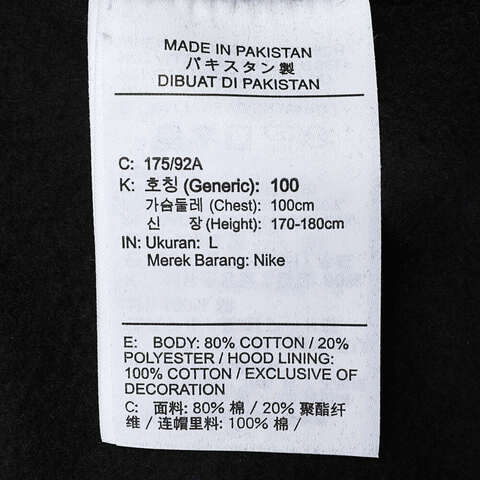 MADE IN PAKISTAN
パキスタン製
DIBUAT DI PAKISTAN
C: 175/92A
K: 호칭 (Generic): 100
가슴둘레 (Chest): 100cm
신 장 (Height): 170-180cm
IN: Ukuran: L
Merek Barang: Nike
E: BODY: 80% COTTON / 20%
POLYESTER / HOOD LINING:
100% COTTON / EXCLUSIVE OF
DECORATION
C: 面料: 80% 棉 / 20% 聚酯纤
维 / 连帽里料: 100% 棉 /